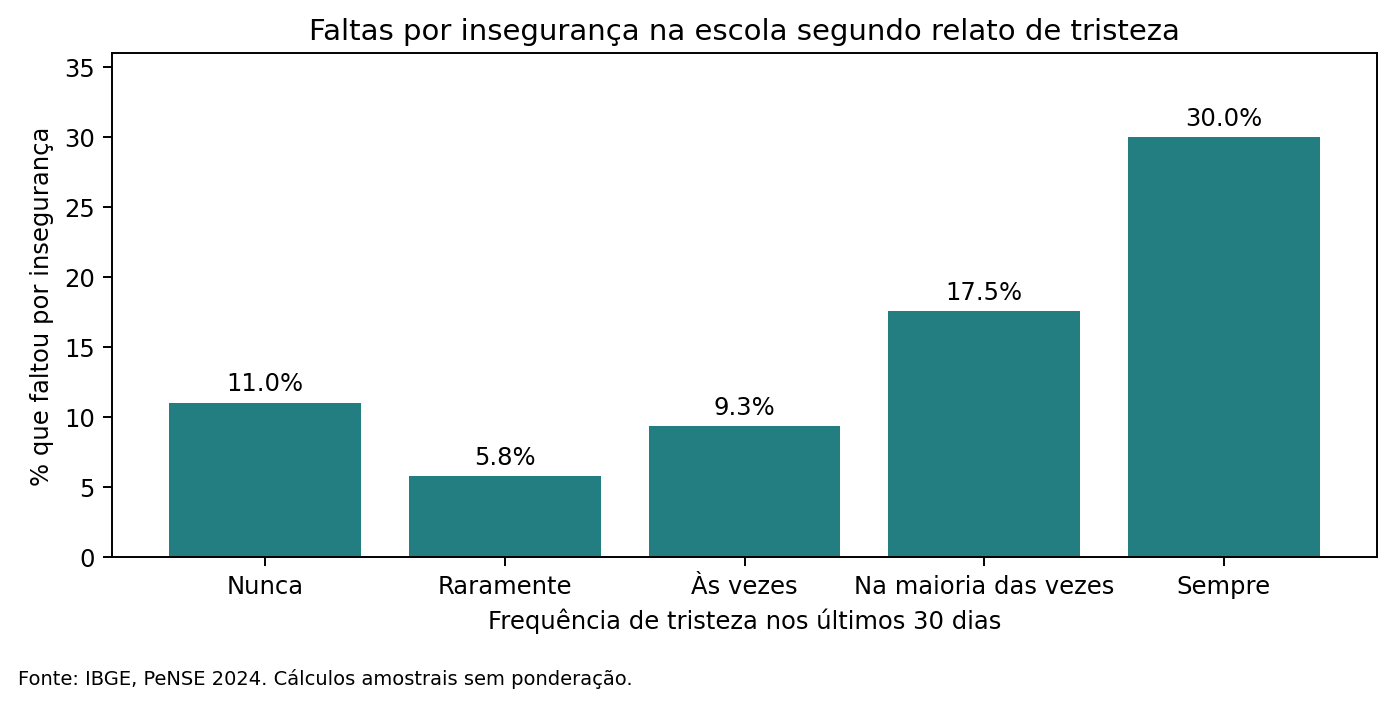 Faltas por insegurança na escola segundo relato de tristeza
% que faltou por insegurança
35
30
25
20
15
10
5
0
11.0%
5.8%
9.3%
17.5%
30.0%
Nunca
Raramente
Às vezes
Na maioria das vezes
Sempre
Frequência de tristeza nos últimos 30 dias
Fonte: IBGE, PeNSE 2024. Cálculos amostrais sem ponderação.